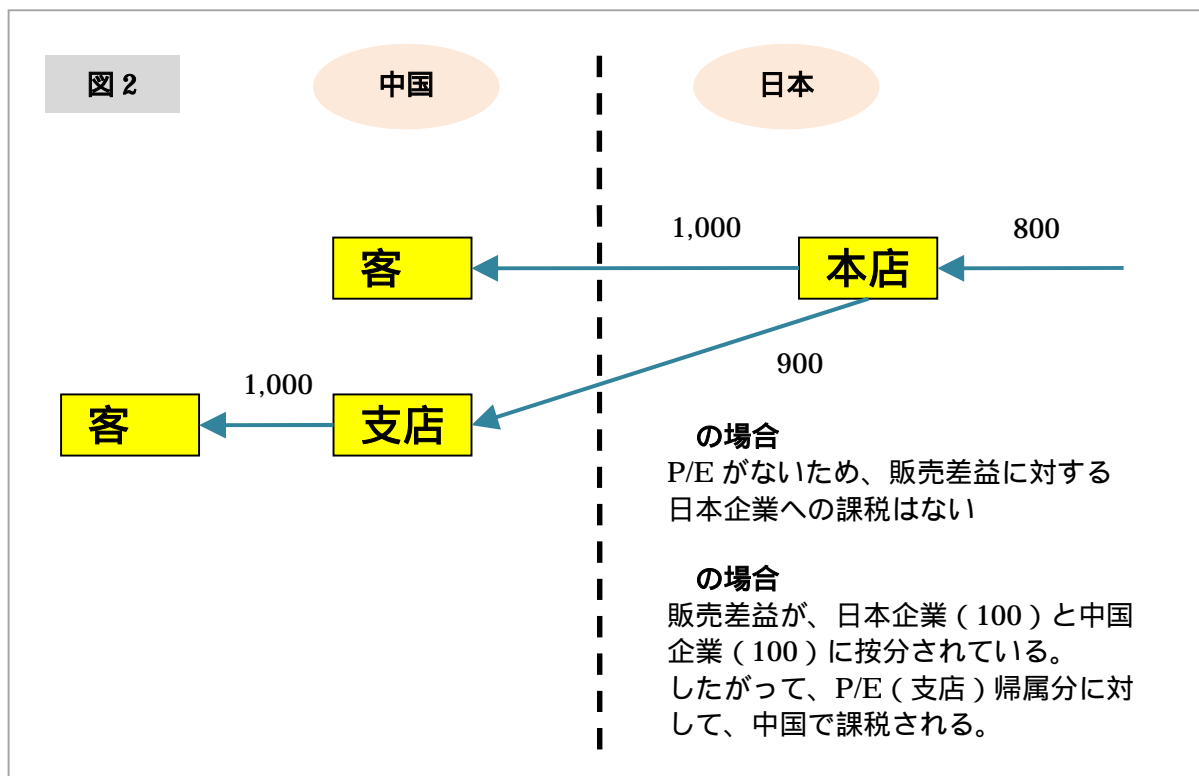 図 2
中国
日本
1,000
800
客
本店
900
1,000
客
支店
の場合
P/E がないため、販売差益に対する
日本企業への課税はない
の場合
販売差益が、日本企業（100）と中国
企業（100）に按分されている。
したがって、P/E（支店）帰属分に対
して、中国で課税される。